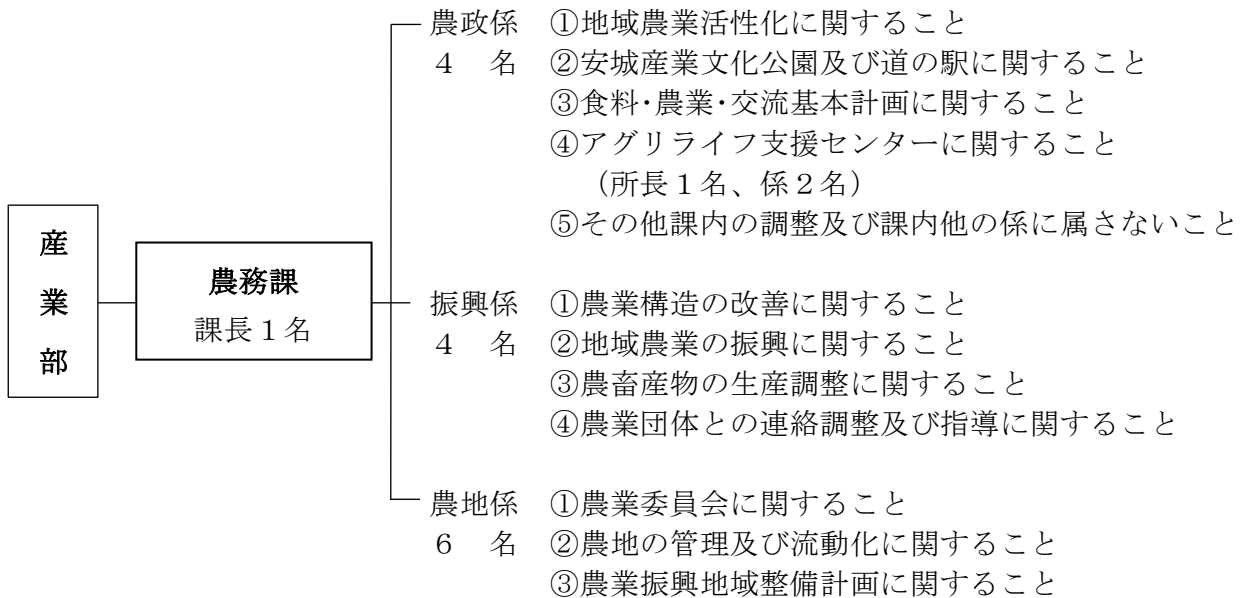 産業部
農務課
課長１名
農政係 ①地域農業活性化に関すること
４ 名 ②安城産業文化公園及び道の駅に関すること
③食料・農業・交流基本計画に関すること
④アグリライフ支援センターに関すること
（所長１名、係２名）
⑤その他課内の調整及び課内他の係に属さないこと
振興係 ①農業構造の改善に関すること
４ 名 ②地域農業の振興に関すること
③農畜産物の生産調整に関すること
④農業団体との連絡調整及び指導に関すること
農地係 ①農業委員会に関すること
６ 名 ②農地の管理及び流動化に関すること
③農業振興地域整備計画に関すること